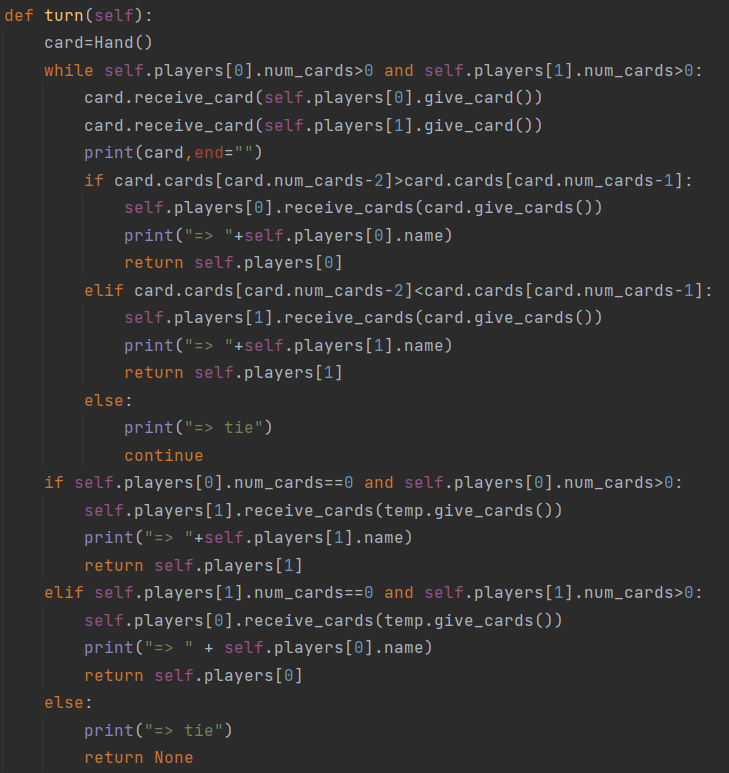 def turn(self):
    card=Hand()
    while self.players[0].num_cards>0 and self.players[1].num_cards>0:
        card.receive_card(self.players[0].give_card())
        card.receive_card(self.players[1].give_card())
        print(card,end="")
        if card.cards[card.num_cards-2]>card.cards[card.num_cards-1]:
            self.players[0].receive_cards(card.give_cards())
            print("=> "+self.players[0].name)
            return self.players[0]
        elif card.cards[card.num_cards-2]<card.cards[card.num_cards-1]:
            self.players[1].receive_cards(card.give_cards())
            print("=> "+self.players[1].name)
            return self.players[1]
        else:
            print("=> tie")
            continue
    if self.players[0].num_cards==0 and self.players[0].num_cards>0:
        self.players[1].receive_cards(temp.give_cards())
        print("=> "+self.players[1].name)
        return self.players[1]
    elif self.players[1].num_cards==0 and self.players[1].num_cards>0:
        self.players[0].receive_cards(temp.give_cards())
        print("=> " + self.players[0].name)
        return self.players[0]
    else:
        print("=> tie")
        return None